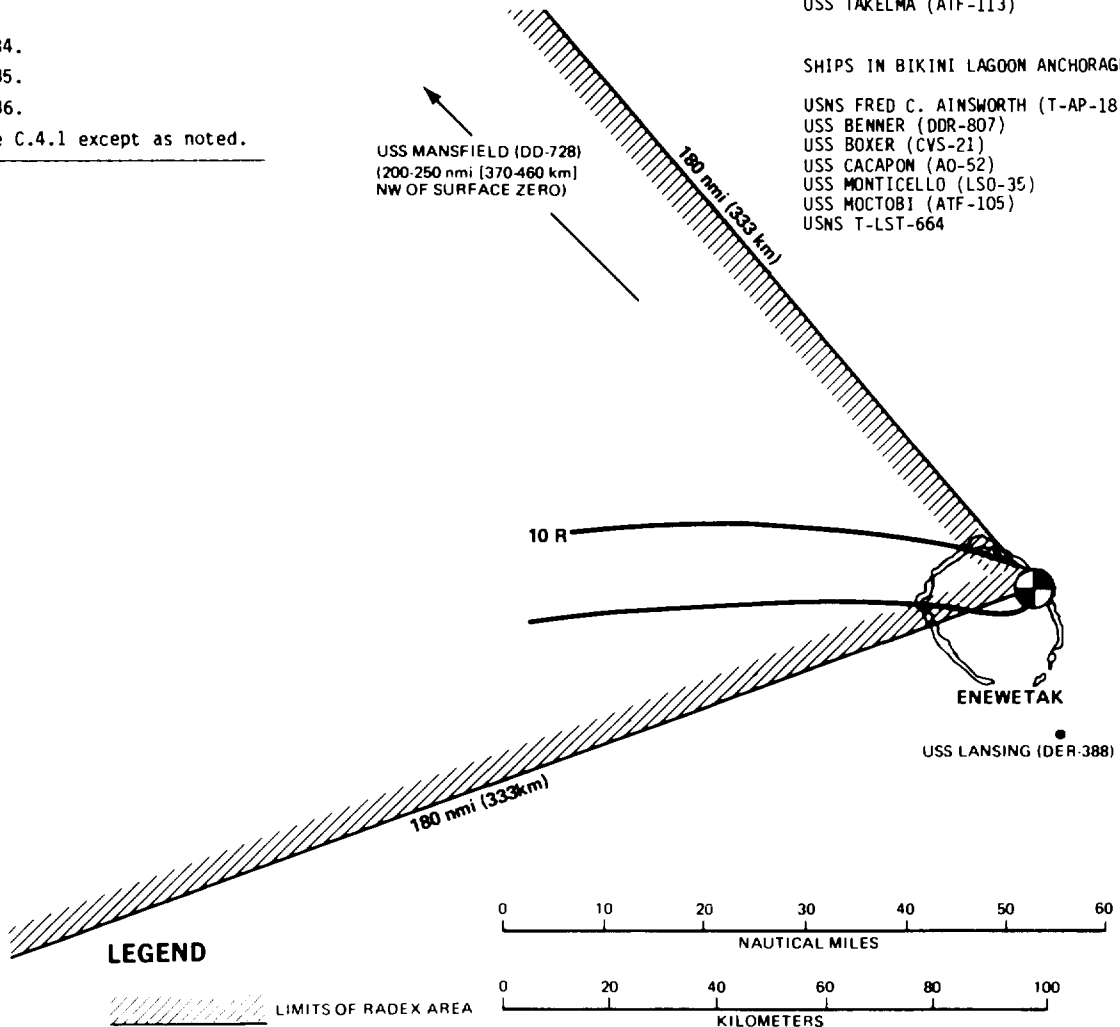 USS TAKELMA (ATF-113)
34.
35.
36.
e C.4.1 except as noted.
SHIPS IN BIKINI LAGOON ANCHORAGE
USNS FRED C. AINSWORTH (T-AP-18
USS BENNER (DDR-807)
USS BOXER (CVS-21)
USS CACAPON (AO-52)
USS MONTICELLO (LSO-35)
USS MOCTOBI (ATF-105)
USNS T-LST-664
USS MANSFIELD (DD-728)
(200-250 nmi [370-460 km]
NW OF SURFACE ZERO)
180 nmi (333 km)
10 R
ENEWETAK
USS LANSING (DER-388)
180 nmi (333km)
LEGEND
LIMITS OF RADEX AREA
0 10 20 30 40 50 60
NAUTICAL MILES
0 20 40 60 80 100
KILOMETERS